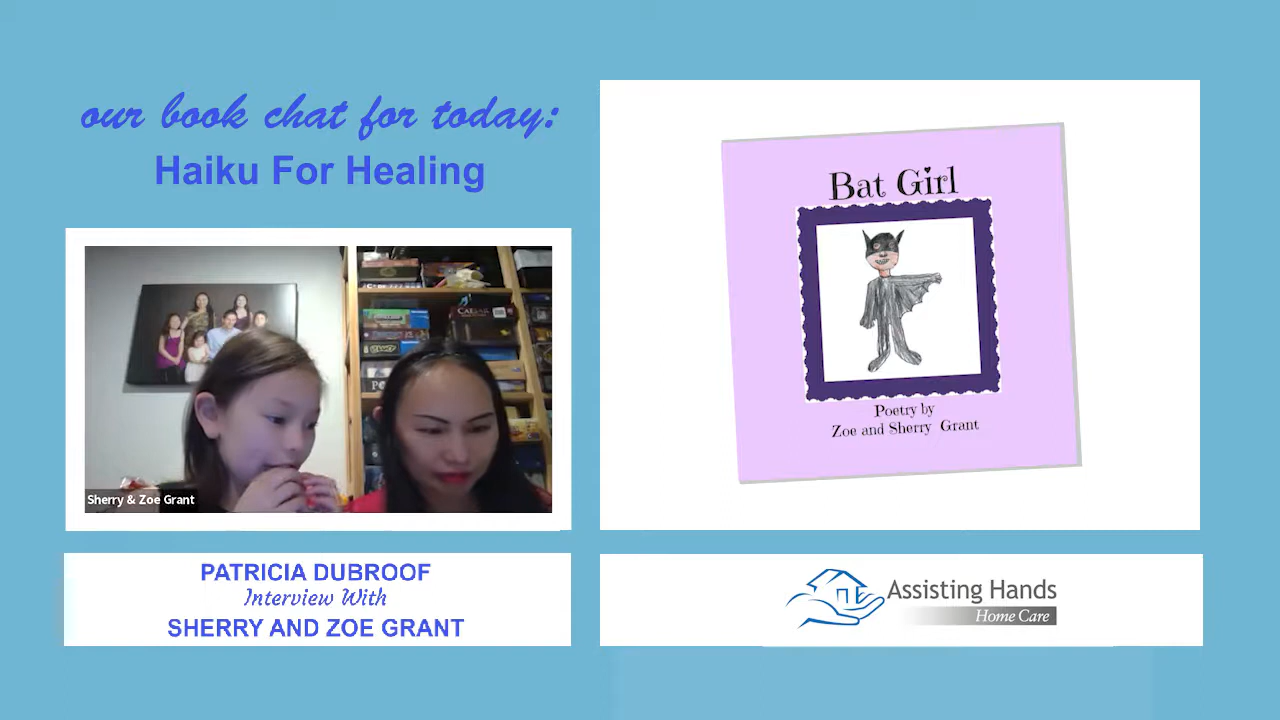 our book chat for today:
Haiku For Healing
Bat Girl
Poetry by
Zoe and Sherry Grant
CAESAR
Sherry & Zoe Grant
PATRICIA DUBROOF
Interview With
SHERRY AND ZOE GRANT
Assisting Hands
Home Care